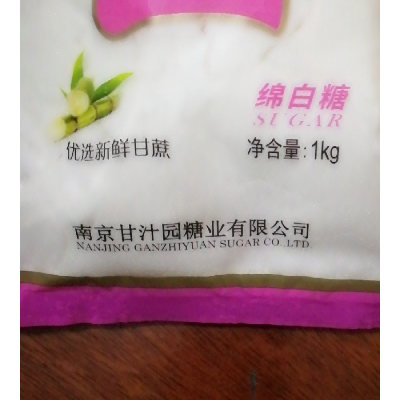 绵白糖
SUGAR
优选新鲜甘蔗
净含量:1kg
南京甘汁园糖业有限公司
NANJING GANZHIYUAN SUGAR CO.,LTD.